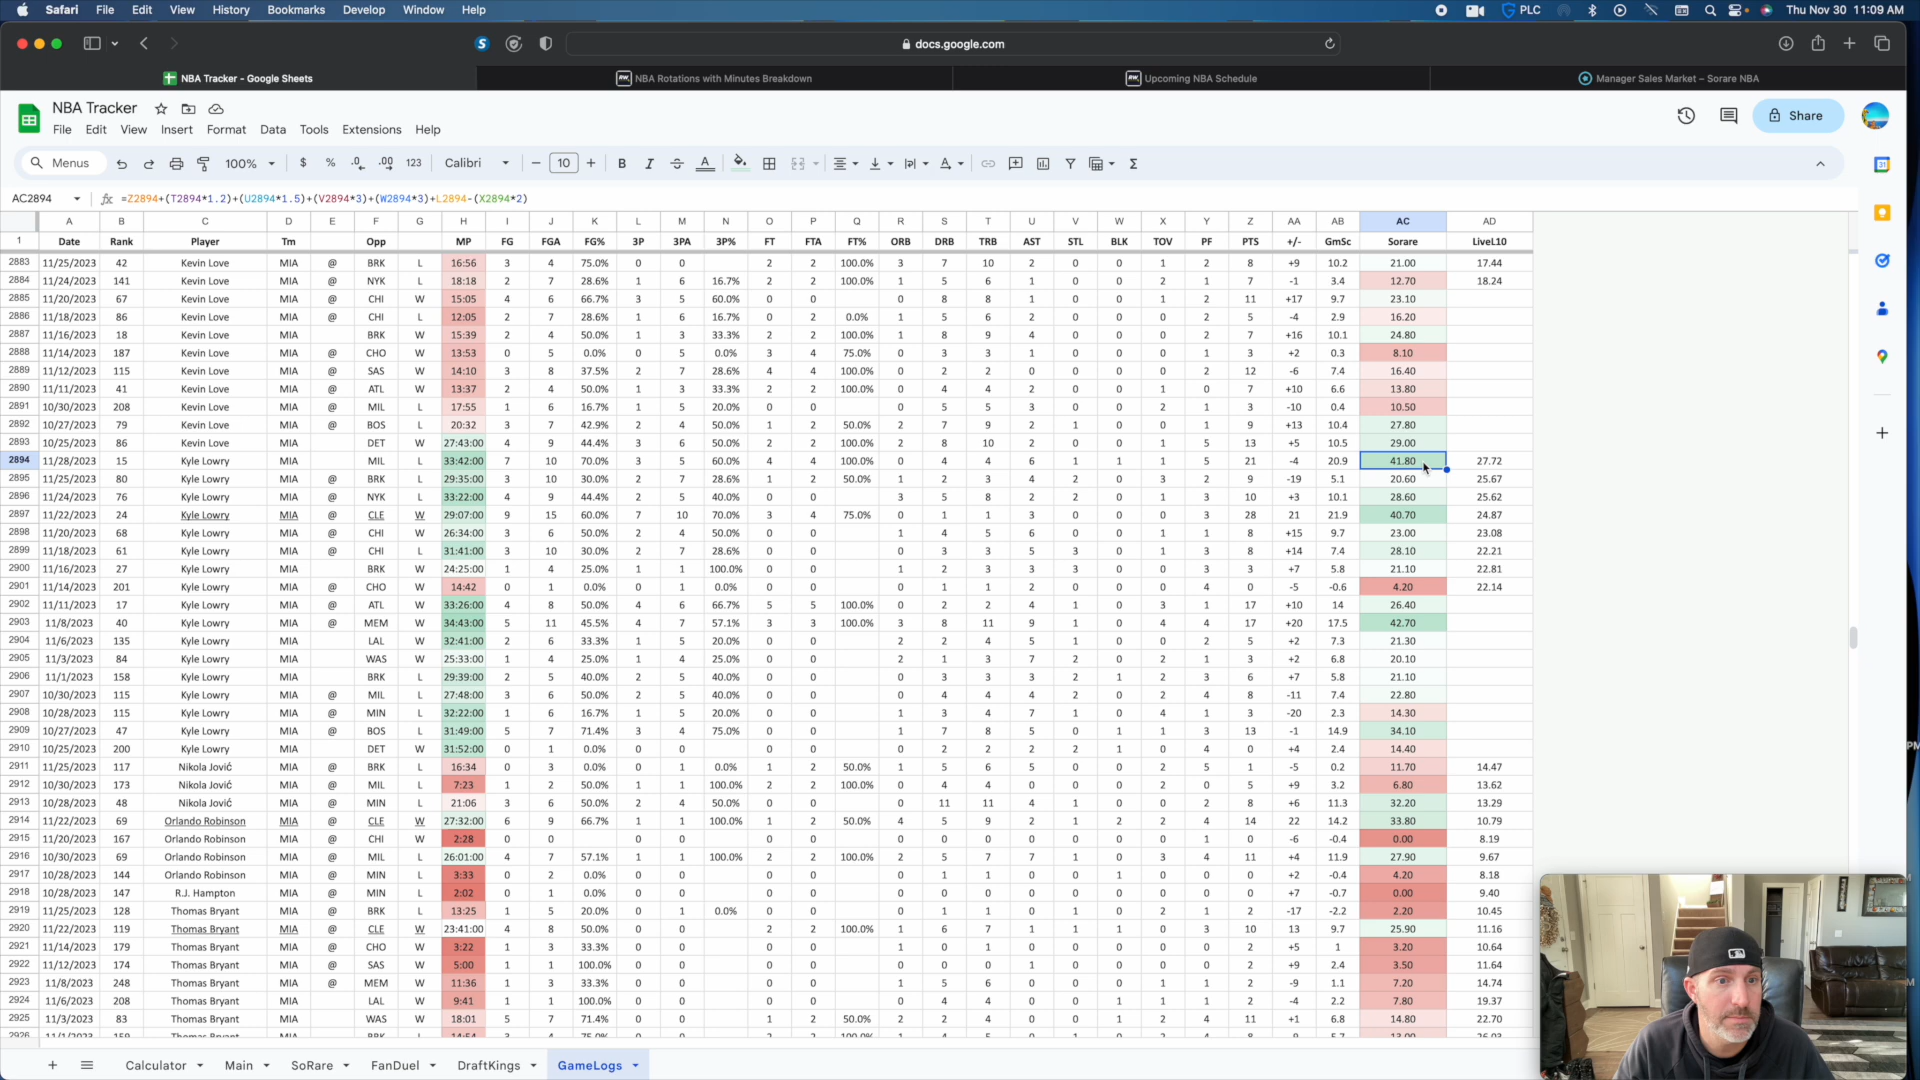 Safari File Edit View History Bookmarks Develop Window Help PLC Thu Nov 30 11:09 AM
docs.google.com
NBA Tracker - Google Sheets NBA Rotations with Minutes Breakdown Upcoming NBA Schedule Manager Sales Market – Sorare NBA
NBA Tracker Share
File Edit View Insert Format Data Tools Extensions Help
Menus 100% $ % .0 .00 123 Calibri 10 B I A
AC2894 fx =Z2894+(T2894*1.2)+(U2894*1.5)+(V2894*3)+(W2894*3)+L2894-(X2894*2)
A B C D E F G H I J K L M N O P Q R S T U V W X Y Z AA AB AC AD
1 Date Rank Player Tm Opp MP FG FGA FG% 3P 3PA 3P% FT FTA FT% ORB DRB TRB AST STL BLK TOV PF PTS +/- GmSc Sorare LiveL10
2883 11/25/2023 42 Kevin Love MIA @ BRK L 16:56 3 4 75.0% 0 0 2 2 100.0% 3 7 10 2 0 0 1 2 8 +9 10.2 21.00 17.44
2884 11/24/2023 141 Kevin Love MIA @ NYK L 18:18 2 7 28.6% 1 6 16.7% 2 2 100.0% 1 5 6 1 0 0 2 1 7 -1 3.4 12.70 18.24
2885 11/20/2023 67 Kevin Love MIA @ CHI W 15:05 4 6 66.7% 3 5 60.0% 0 0 0 8 8 1 0 0 1 2 11 +17 9.7 23.10
2886 11/18/2023 86 Kevin Love MIA @ CHI L 12:05 2 7 28.6% 1 6 16.7% 0 2 0.0% 1 5 6 2 0 0 0 2 5 -4 2.9 16.20
2887 11/16/2023 18 Kevin Love MIA BRK W 15:39 2 4 50.0% 1 3 33.3% 2 2 100.0% 1 8 9 4 0 0 0 2 7 +16 10.1 24.80
2888 11/14/2023 187 Kevin Love MIA @ CHO W 13:53 0 5 0.0% 0 5 0.0% 3 4 75.0% 0 3 3 1 0 0 0 1 3 +2 0.3 8.10
2889 11/12/2023 115 Kevin Love MIA @ SAS W 14:10 3 8 37.5% 2 7 28.6% 4 4 100.0% 0 2 2 0 0 0 0 2 12 -6 7.4 16.40
2890 11/11/2023 41 Kevin Love MIA @ ATL W 13:37 2 4 50.0% 1 3 33.3% 2 2 100.0% 0 4 4 2 0 0 1 0 7 +10 6.6 13.80
2891 10/30/2023 208 Kevin Love MIA @ MIL L 17:55 1 6 16.7% 1 5 20.0% 0 0 0 5 5 3 0 0 2 1 3 -10 0.4 10.50
2892 10/27/2023 79 Kevin Love MIA @ BOS L 20:32 3 7 42.9% 2 4 50.0% 1 2 50.0% 2 7 9 2 1 0 0 1 9 +13 10.4 27.80
2893 10/25/2023 86 Kevin Love MIA DET W 27:43:00 4 9 44.4% 3 6 50.0% 2 2 100.0% 2 8 10 2 0 0 1 5 13 +5 10.5 29.00
2894 11/28/2023 15 Kyle Lowry MIA MIL L 33:42:00 7 10 70.0% 3 5 60.0% 4 4 100.0% 0 4 4 6 1 1 1 5 21 -4 20.9 41.80 27.72
2895 11/25/2023 80 Kyle Lowry MIA @ BRK L 29:35:00 3 10 30.0% 2 7 28.6% 1 2 50.0% 1 2 3 4 2 0 3 2 9 -19 5.1 20.60 25.67
2896 11/24/2023 76 Kyle Lowry MIA @ NYK L 33:22:00 4 9 44.4% 2 5 40.0% 0 0 3 5 8 2 2 0 1 3 10 +3 10.1 28.60 25.62
2897 11/22/2023 24 Kyle Lowry MIA @ CLE W 29:07:00 9 15 60.0% 7 10 70.0% 3 4 75.0% 0 1 1 3 0 0 0 3 28 21 21.9 40.70 24.87
2898 11/20/2023 68 Kyle Lowry MIA @ CHI W 26:34:00 3 6 50.0% 2 4 50.0% 0 0 1 4 5 6 0 0 1 1 8 +15 9.7 23.00 23.08
2899 11/18/2023 61 Kyle Lowry MIA @ CHI L 31:41:00 3 10 30.0% 2 7 28.6% 0 0 0 3 3 5 3 0 1 3 8 +14 7.4 28.10 22.21
2900 11/16/2023 27 Kyle Lowry MIA BRK W 24:25:00 1 4 25.0% 1 1 100.0% 0 0 1 2 3 3 3 0 0 3 3 +7 5.8 21.10 22.81
2901 11/14/2023 201 Kyle Lowry MIA @ CHO W 14:42 0 1 0.0% 0 1 0.0% 0 0 0 1 1 2 0 0 0 4 0 -5 -0.6 4.20 22.14
2902 11/11/2023 17 Kyle Lowry MIA @ ATL W 33:26:00 4 8 50.0% 4 6 66.7% 5 5 100.0% 0 2 2 4 1 0 3 1 17 +10 14 26.40
2903 11/8/2023 40 Kyle Lowry MIA @ MEM W 34:43:00 5 11 45.5% 4 7 57.1% 3 3 100.0% 3 8 11 9 1 0 4 4 17 +20 17.5 42.70
2904 11/6/2023 135 Kyle Lowry MIA LAL W 32:41:00 2 6 33.3% 1 5 20.0% 0 0 2 2 4 5 1 0 0 2 5 +2 7.3 21.30
2905 11/3/2023 84 Kyle Lowry MIA WAS W 25:33:00 1 4 25.0% 1 4 25.0% 0 0 2 1 3 7 2 0 2 1 3 +2 6.8 20.10
2906 11/1/2023 158 Kyle Lowry MIA BRK L 29:39:00 2 5 40.0% 2 5 40.0% 0 0 0 3 3 3 2 1 2 3 6 +7 5.8 21.10
2907 10/30/2023 115 Kyle Lowry MIA @ MIL L 27:48:00 3 6 50.0% 2 5 40.0% 0 0 0 4 4 4 2 0 2 4 8 -11 7.4 22.80
2908 10/28/2023 115 Kyle Lowry MIA @ MIN L 32:22:00 1 6 16.7% 1 5 20.0% 0 0 1 3 4 7 1 0 4 1 3 -20 2.3 14.30
2909 10/27/2023 47 Kyle Lowry MIA @ BOS L 31:49:00 5 7 71.4% 3 4 75.0% 0 0 1 7 8 5 0 1 1 3 13 -1 14.9 34.10
2910 10/25/2023 200 Kyle Lowry MIA DET W 31:52:00 0 1 0.0% 0 0 0 0 0 2 2 2 2 1 0 4 0 +4 2.4 14.40
2911 11/25/2023 117 Nikola Jović MIA @ BRK L 16:34 0 3 0.0% 0 1 0.0% 1 2 50.0% 1 5 6 5 0 0 2 5 1 -5 0.2 11.70 14.47
2912 10/30/2023 173 Nikola Jović MIA @ MIL L 7:23 1 2 50.0% 1 1 100.0% 2 2 100.0% 0 4 4 0 0 0 2 0 5 +9 3.2 6.80 13.62
2913 10/28/2023 48 Nikola Jović MIA @ MIN L 21:06 3 6 50.0% 2 4 50.0% 0 0 0 11 11 4 1 0 0 2 8 +6 11.3 32.20 13.29
2914 11/22/2023 69 Orlando Robinson MIA @ CLE W 27:32:00 6 9 66.7% 1 1 100.0% 1 2 50.0% 4 5 9 2 1 2 2 4 14 22 14.2 33.80 10.79
2915 11/20/2023 167 Orlando Robinson MIA @ CHI W 2:28 0 0 0 0 0 0 0 0 0 0 0 0 0 1 0 -6 -0.4 0.00 8.19
2916 10/30/2023 69 Orlando Robinson MIA @ MIL L 26:01:00 4 7 57.1% 1 1 100.0% 2 2 100.0% 2 5 7 7 1 0 3 4 11 +4 11.9 27.90 9.67
2917 10/28/2023 144 Orlando Robinson MIA @ MIN L 3:33 0 2 0.0% 0 0 0 0 0 1 1 1 0 0 0 0 0 +2 -0.4 4.20 8.18
2918 10/28/2023 147 R.J. Hampton MIA @ MIN L 2:02 0 1 0.0% 0 0 0 0 0 0 0 0 0 0 0 0 0 +7 -0.7 0.00 9.40
2919 11/25/2023 128 Thomas Bryant MIA @ BRK L 13:25 1 5 20.0% 0 1 0.0% 0 0 0 1 1 0 1 0 2 1 2 -17 -2.2 2.20 10.45
2920 11/22/2023 119 Thomas Bryant MIA @ CLE W 23:41:00 4 8 50.0% 0 0 2 2 100.0% 1 6 7 1 1 1 0 3 10 13 9.7 25.90 11.16
2921 11/14/2023 179 Thomas Bryant MIA @ CHO W 3:22 1 3 33.3% 0 0 0 0 0 1 0 1 0 0 0 0 0 2 +5 1 3.20 10.64
2922 11/12/2023 174 Thomas Bryant MIA @ SAS W 5:00 1 1 100.0% 0 0 0 0 0 0 0 1 0 0 0 0 2 +9 2.4 3.50 11.64
2923 11/8/2023 248 Thomas Bryant MIA @ MEM W 11:36 1 3 33.3% 0 0 0 0 1 5 6 0 0 0 1 1 2 -9 1.1 7.20 14.74
2924 11/6/2023 208 Thomas Bryant MIA LAL W 9:41 1 1 100.0% 0 0 0 0 0 4 4 0 0 1 1 1 2 -4 2.2 7.80 19.37
2925 11/3/2023 83 Thomas Bryant MIA WAS W 18:01 5 7 71.4% 0 0 1 2 50.0% 2 2 4 0 0 1 2 4 11 +1 6.8 14.80 22.70
Calculator Main SoRare FanDuel DraftKings GameLogs